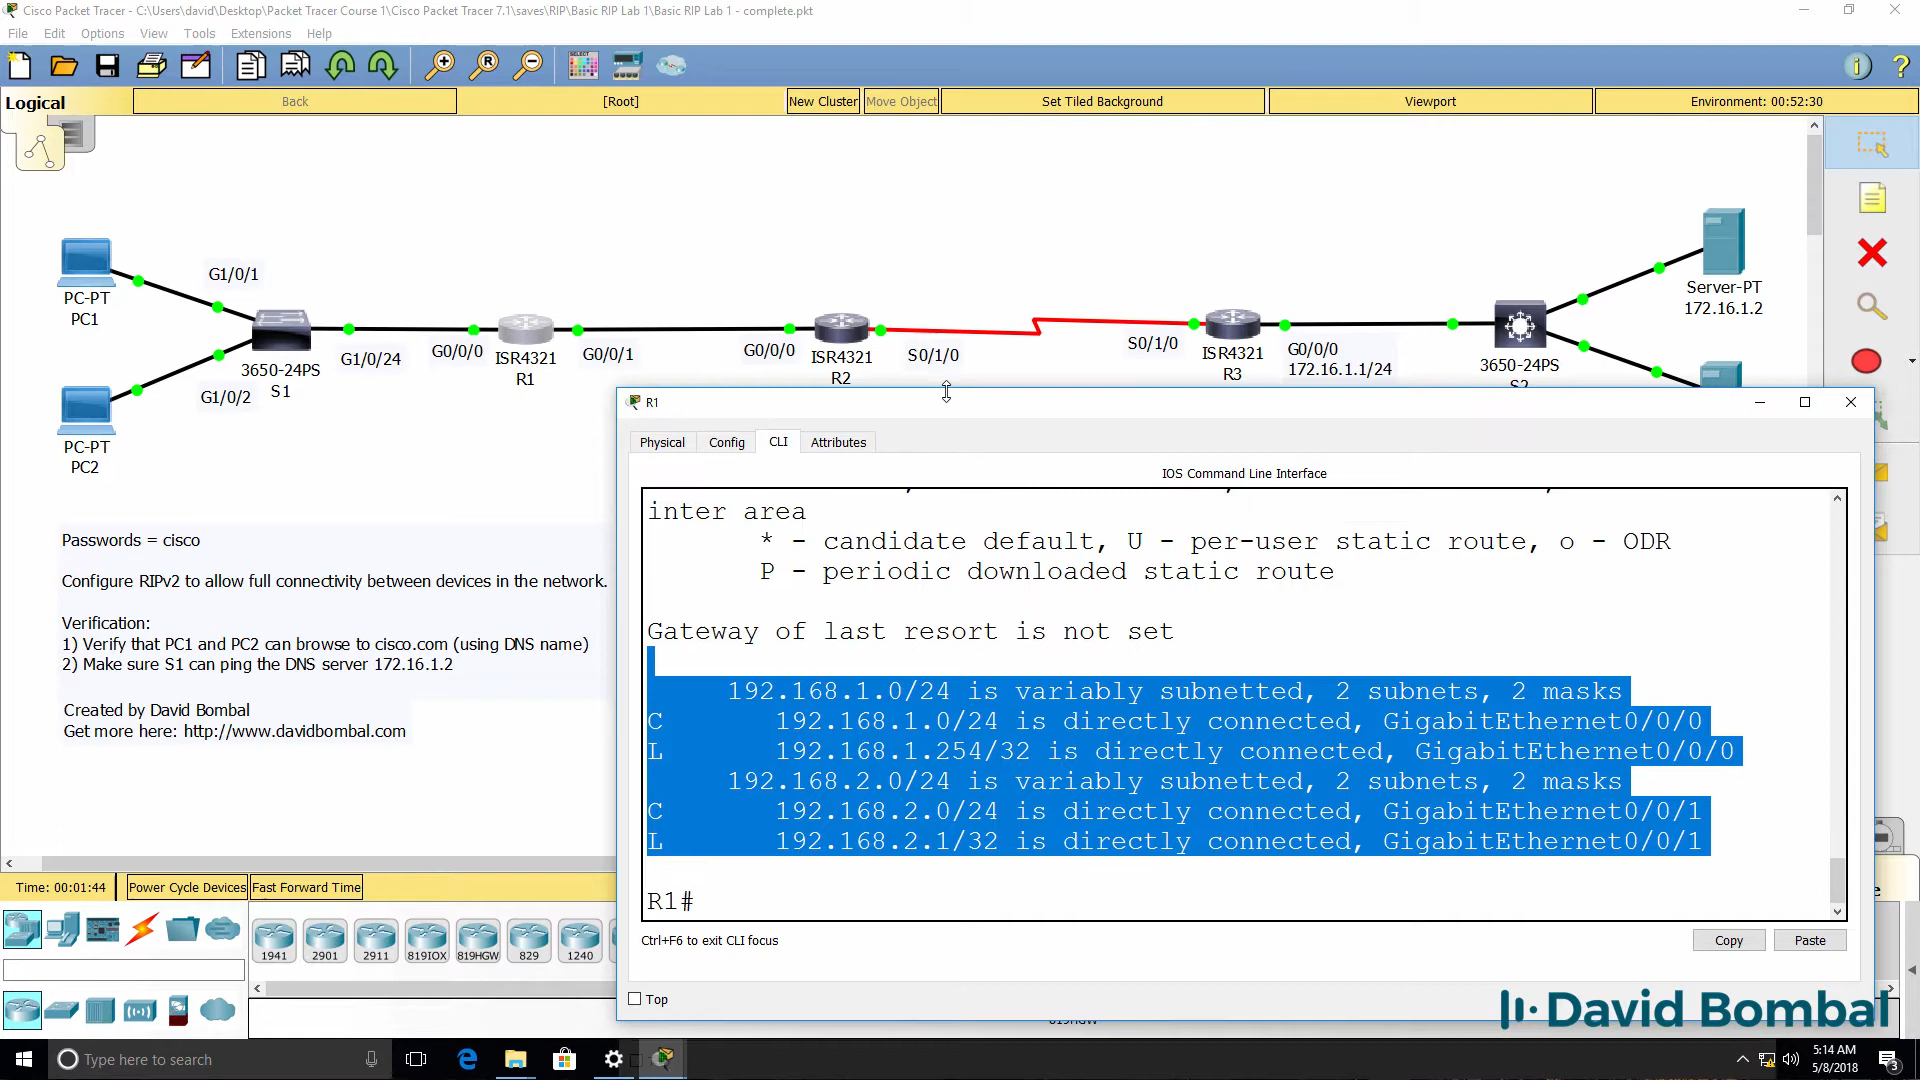 Cisco Packet Tracer - C:\Users\david\Desktop\Packet Tracer Course 1\Cisco Packet Tracer 7.1\saves\RIP\Basic RIP Lab 1\Basic RIP Lab 1 - complete.pkt
File Edit Options View Tools Extensions Help
Logical Back [Root] New Cluster Move Object Set Tiled Background Viewport Environment: 00:52:30
G1/0/1
PC-PT
PC1
G1/0/24
G1/0/2
3650-24PS
S1
PC-PT
PC2
G0/0/0
ISR4321
R1
G0/0/1
G0/0/0
ISR4321
R2
S0/1/0
S0/1/0
ISR4321
R3
G0/0/0
172.16.1.1/24
3650-24PS
Server-PT
172.16.1.2
Passwords = cisco
Configure RIPv2 to allow full connectivity between devices in the network.
Verification:
1) Verify that PC1 and PC2 can browse to cisco.com (using DNS name)
2) Make sure S1 can ping the DNS server 172.16.1.2
Created by David Bombal
Get more here: http://www.davidbombal.com
R1
Physical Config CLI Attributes
IOS Command Line Interface
inter area
* - candidate default, U - per-user static route, o - ODR
P - periodic downloaded static route
Gateway of last resort is not set
192.168.1.0/24 is variably subnetted, 2 subnets, 2 masks
C 192.168.1.0/24 is directly connected, GigabitEthernet0/0/0
L 192.168.1.254/32 is directly connected, GigabitEthernet0/0/0
192.168.2.0/24 is variably subnetted, 2 subnets, 2 masks
C 192.168.2.0/24 is directly connected, GigabitEthernet0/0/1
L 192.168.2.1/32 is directly connected, GigabitEthernet0/0/1
R1#
Ctrl+F6 to exit CLI focus
Copy Paste
Top
Time: 00:01:44 Power Cycle Devices Fast Forward Time
1941 2901 2911 819IOX 819HGW 829 1240
David Bombal
Type here to search
5:14 AM
5/8/2018
3